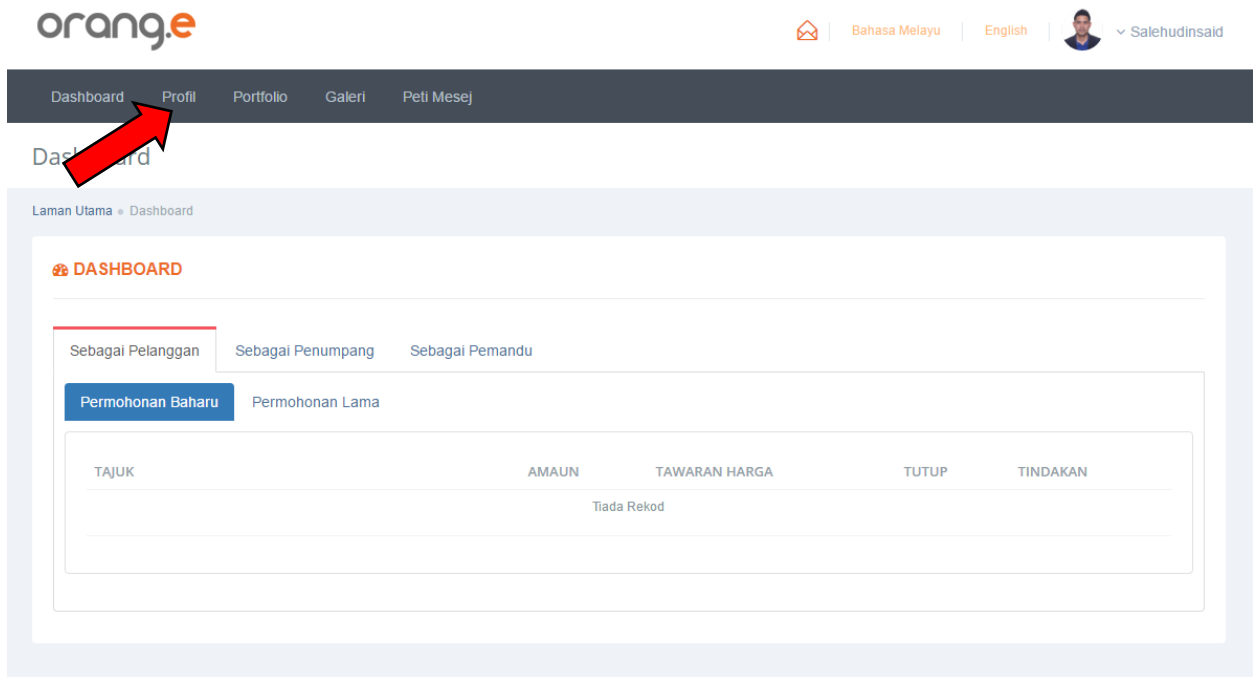 orang.e
Bahasa Melayu English Salehudinsaid
Dashboard Profil Portfolio Galeri Peti Mesej
Dashboard
Laman Utama Dashboard
DASHBOARD
Sebagai Pelanggan Sebagai Penumpang Sebagai Pemandu
Permohonan Baharu Permohonan Lama
TAJUK AMAUN TAWARAN HARGA TUTUP TINDAKAN
Tiada Rekod